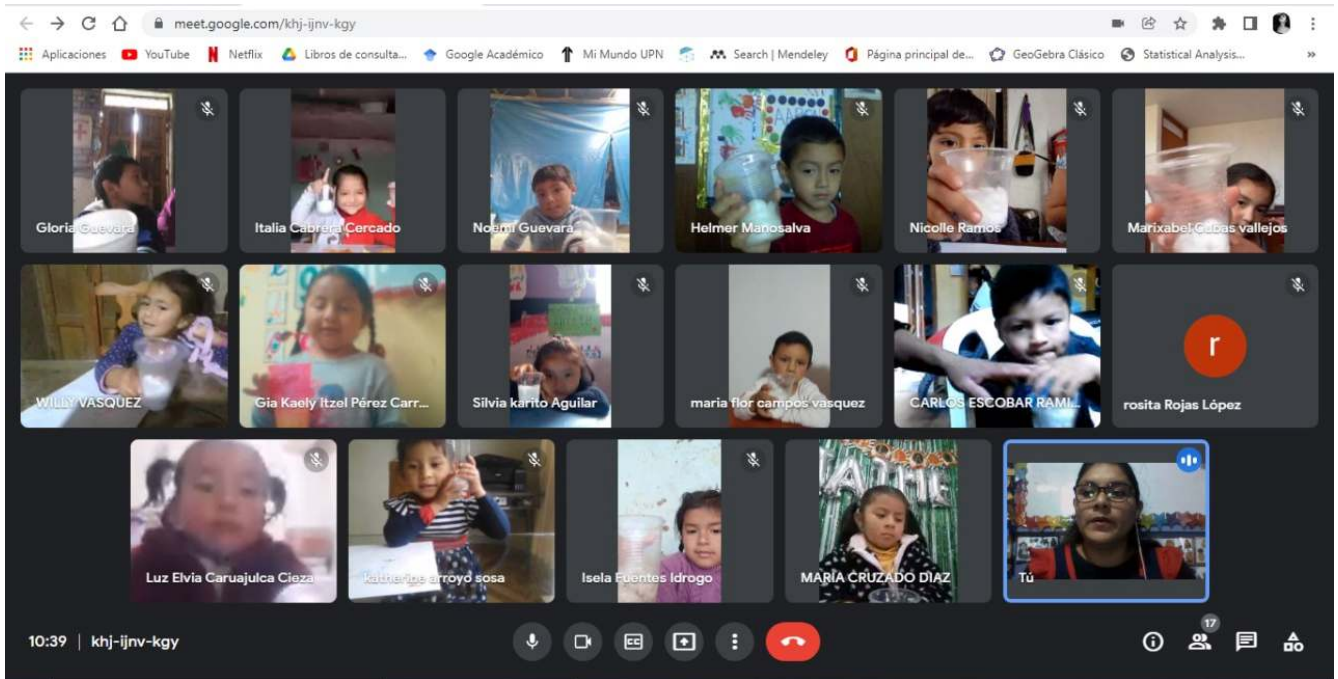 meet.google.com/khj-ijnv-kgy
Aplicaciones YouTube Netflix Libros de consulta... Google Académico Mi Mundo UPN Search | Mendeley Página principal de... GeoGebra Clásico Statistical Analysis... »
Gloria Guevara Italia Cabrera Cercado Noemi Guevara Helmer Manosalva Nicolle Ramos Marixabel Cubas vallejos
WILLY VASQUEZ Gia Kaely Itzel Pérez Carr... Silvia karito Aguilar maria flor campos vasquez CARLOS ESCOBAR RAMI... r rosita Rojas López
Luz Elvia Caruajulca Cieza katherine arroyo sosa Isela Fuentes Idrogo MARIA CRUZADO DIAZ Tú
10:39 | khj-ijnv-kgy CC 17